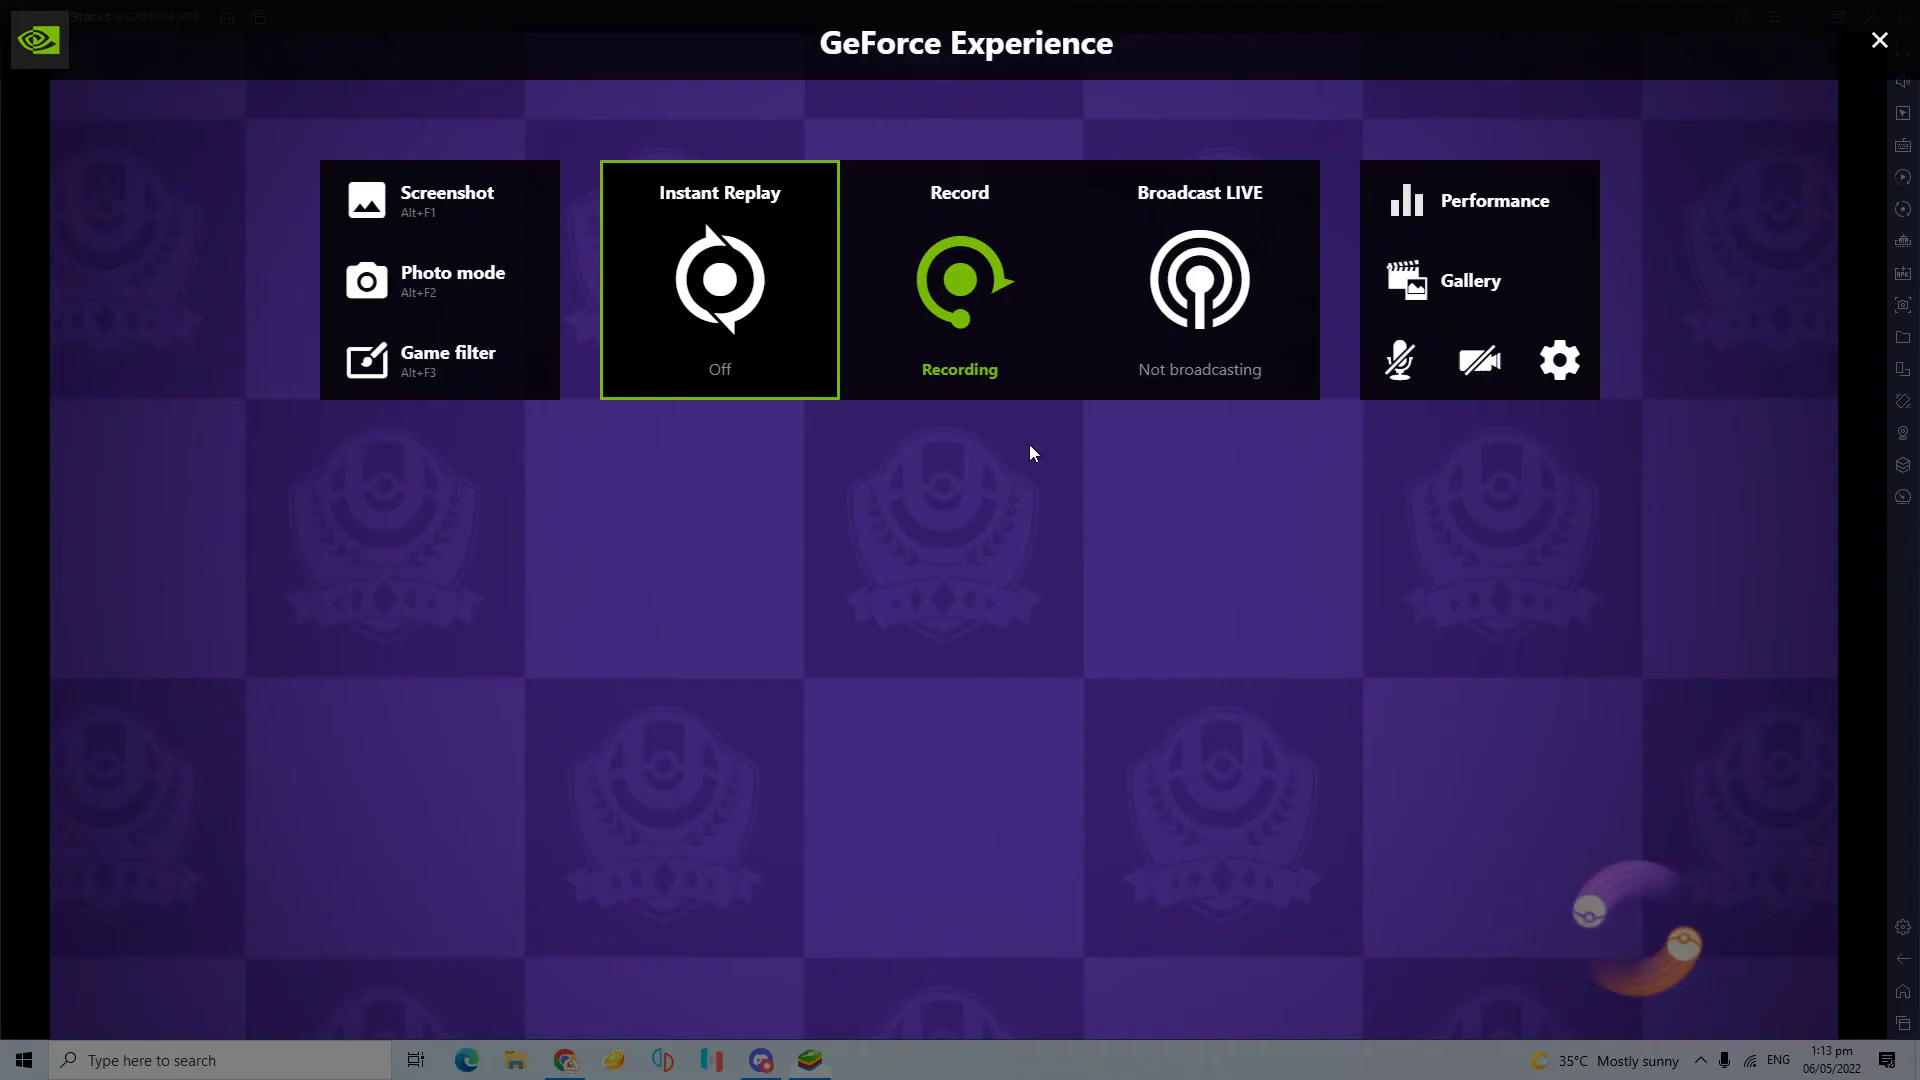 GeForce Experience
Screenshot
Alt+F1
Photo mode
Alt+F2
Game filter
Alt+F3
Instant Replay
Off
Record
Recording
Broadcast LIVE
Not broadcasting
Performance
Gallery
Type here to search
35°C Mostly sunny
ENG
1:13 pm
06/05/2022